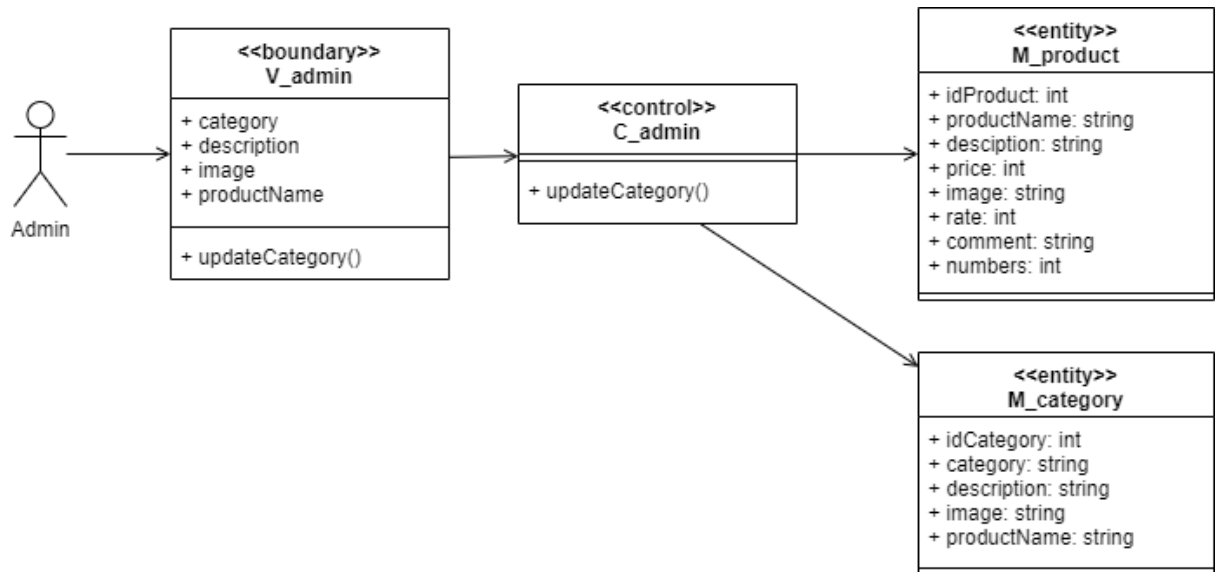 Admin
<<boundary>>
V_admin
+ category
+ description
+ image
+ productName
+ updateCategory()
<<control>>
C_admin
+ updateCategory()
<<entity>>
M_product
+ idProduct: int
+ productName: string
+ desciption: string
+ price: int
+ image: string
+ rate: int
+ comment: string
+ numbers: int
<<entity>>
M_category
+ idCategory: int
+ category: string
+ description: string
+ image: string
+ productName: string